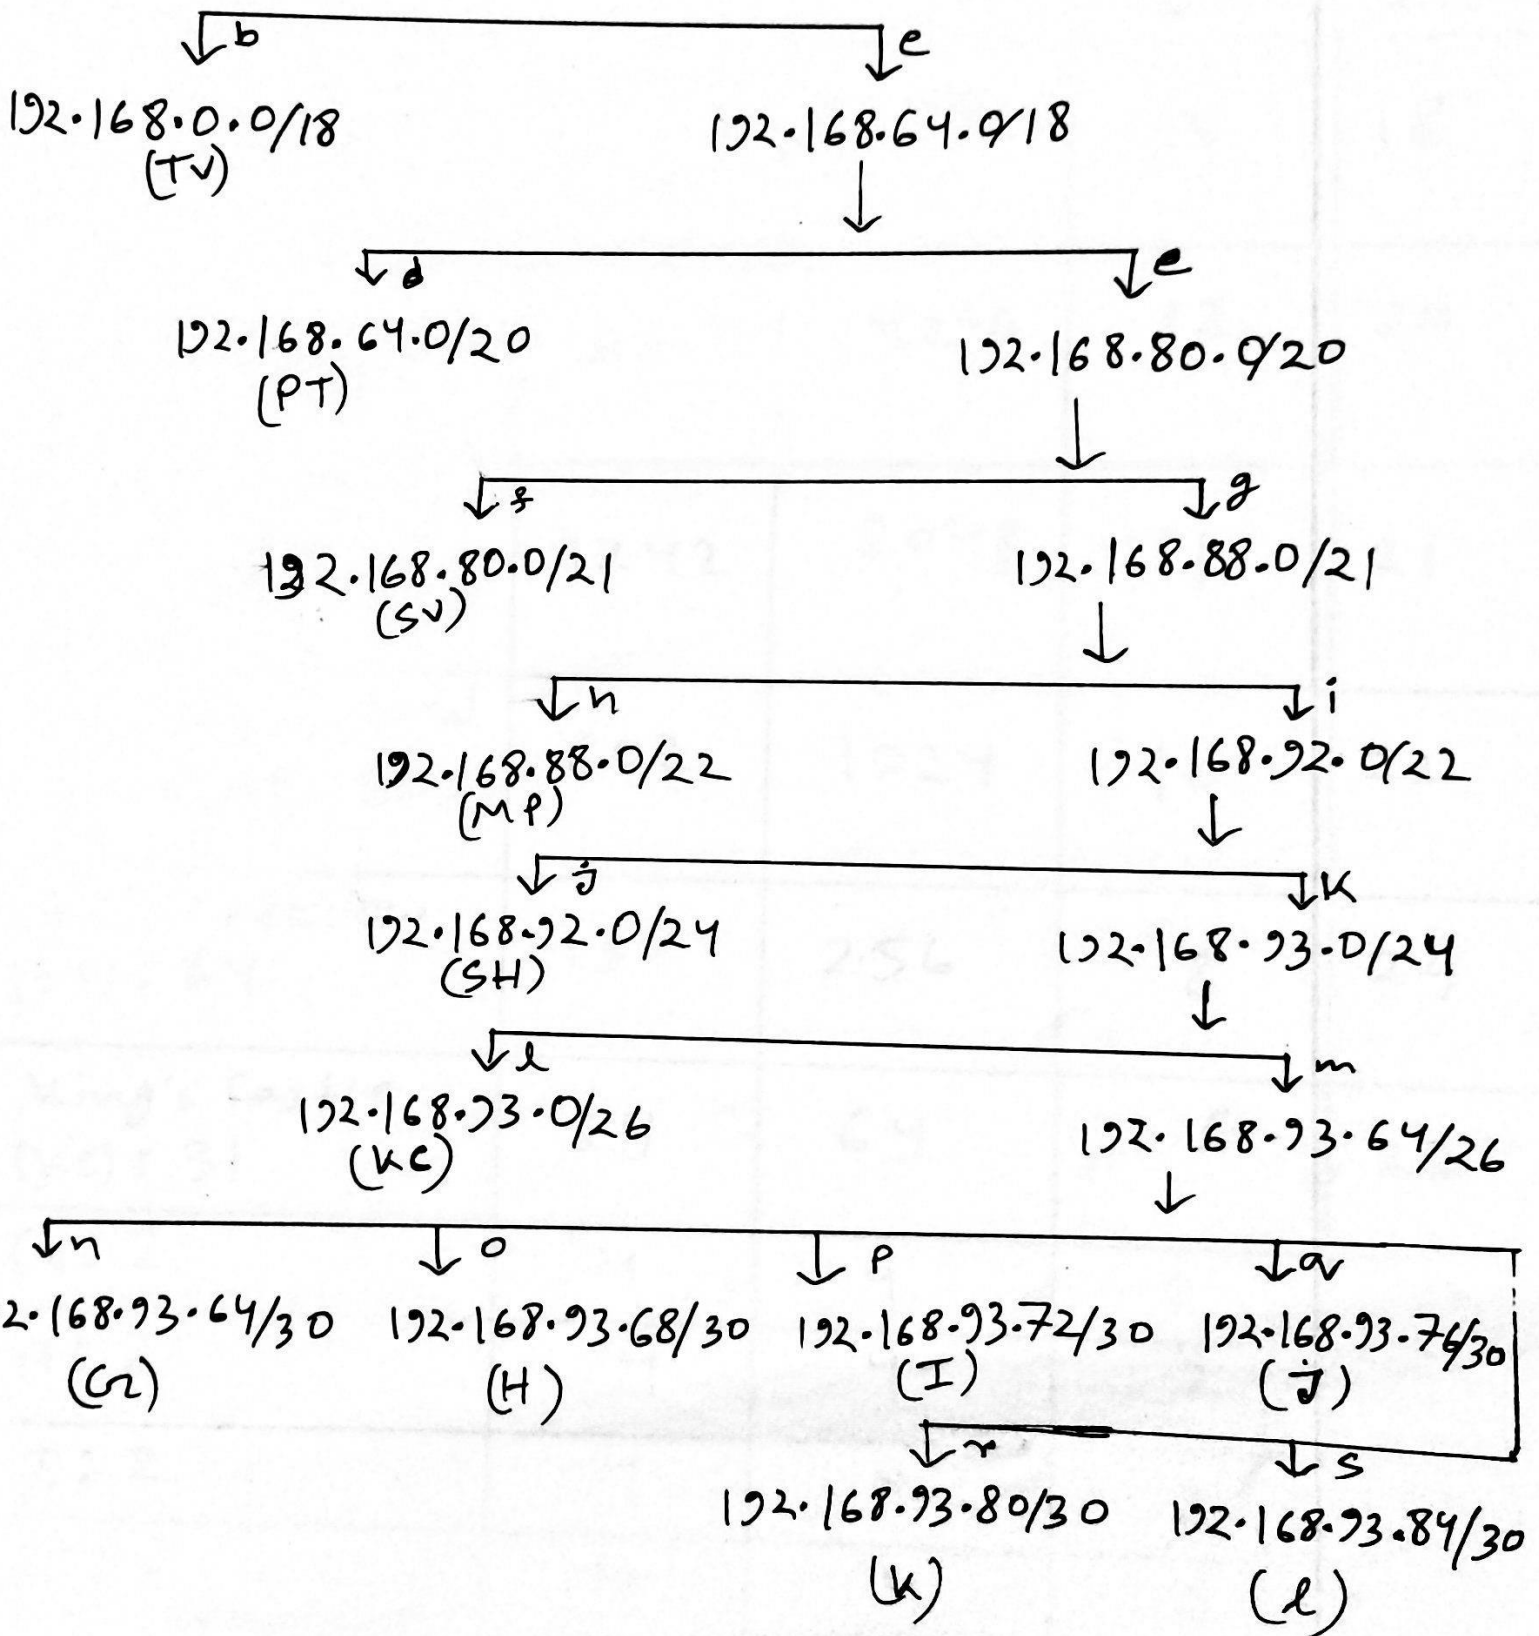 b e
192.168.0.0/18 192.168.64.0/18
(TV)
d e
192.168.64.0/20 192.168.80.0/20
(PT)
f g
192.168.80.0/21 192.168.88.0/21
(SV)
h i
192.168.88.0/22 192.168.92.0/22
(MP)
j k
192.168.92.0/24 192.168.93.0/24
(SH)
l m
192.168.93.0/26 192.168.93.64/26
(KC)
n o p q
2.168.93.64/30 192.168.93.68/30 192.168.93.72/30 192.168.93.76/30
(G) (H) (I) (j)
r s
192.168.93.80/30 192.168.93.84/30
(K) (l)